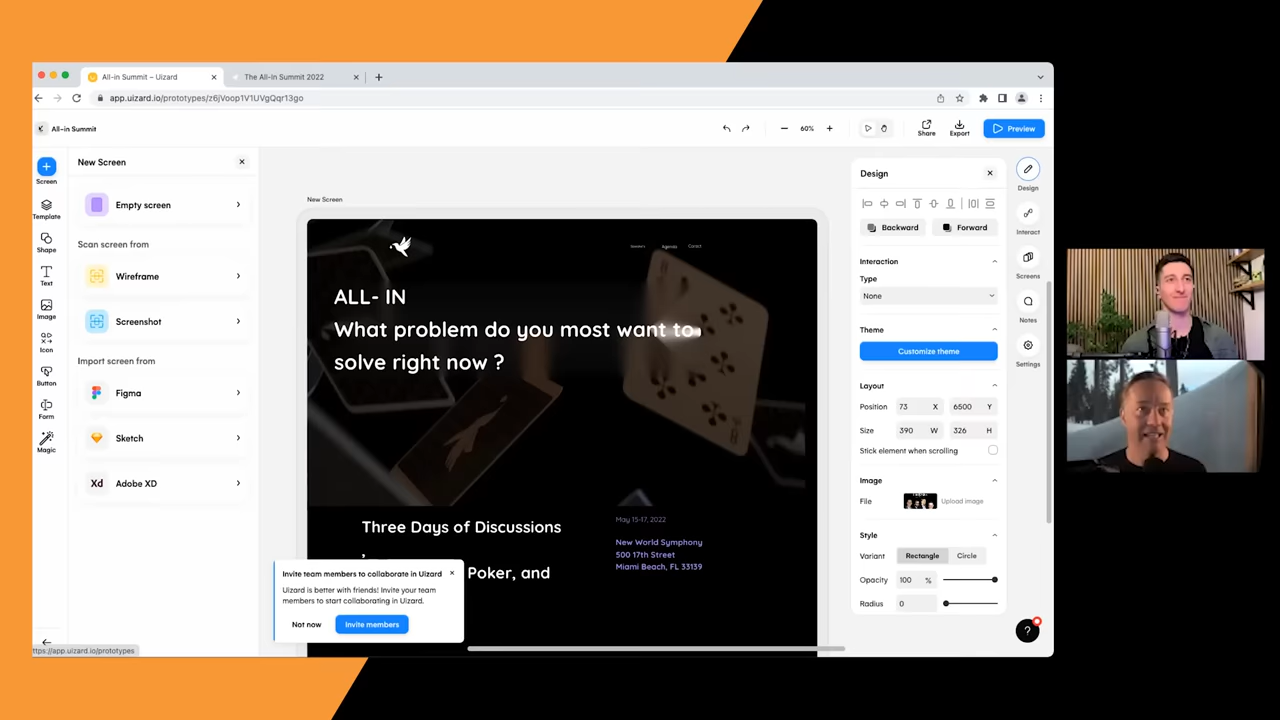 All-in Summit – Uizard
The All-In Summit 2022
app.uizard.io/prototypes/z6jVoop1V1UVgQqr13go
All-in Summit
60%
Share
Export
Preview
Screen
Template
Shape
Text
Image
Icon
Button
Form
Magic
New Screen
Empty screen
Scan screen from
Wireframe
Screenshot
Import screen from
Figma
Sketch
Xd
Adobe XD
New Screen
Agenda
ALL- IN
What problem do you most want to
solve right now ?
Three Days of Discussions
,
Poker, and
May 15-17, 2022
New World Symphony
500 17th Street
Miami Beach, FL 33139
Invite team members to collaborate in Uizard
Uizard is better with friends! Invite your team
members to start collaborating in Uizard.
Not now
Invite members
ttps://app.uizard.io/prototypes
Design
Backward
Forward
Interaction
Type
None
Theme
Customize theme
Layout
Position 73 X 6500 Y
Size 390 W 326 H
Stick element when scrolling
Image
File
Upload image
Style
Variant Rectangle Circle
Opacity 100 %
Radius 0
Design
Interact
Screens
Notes
Settings
?